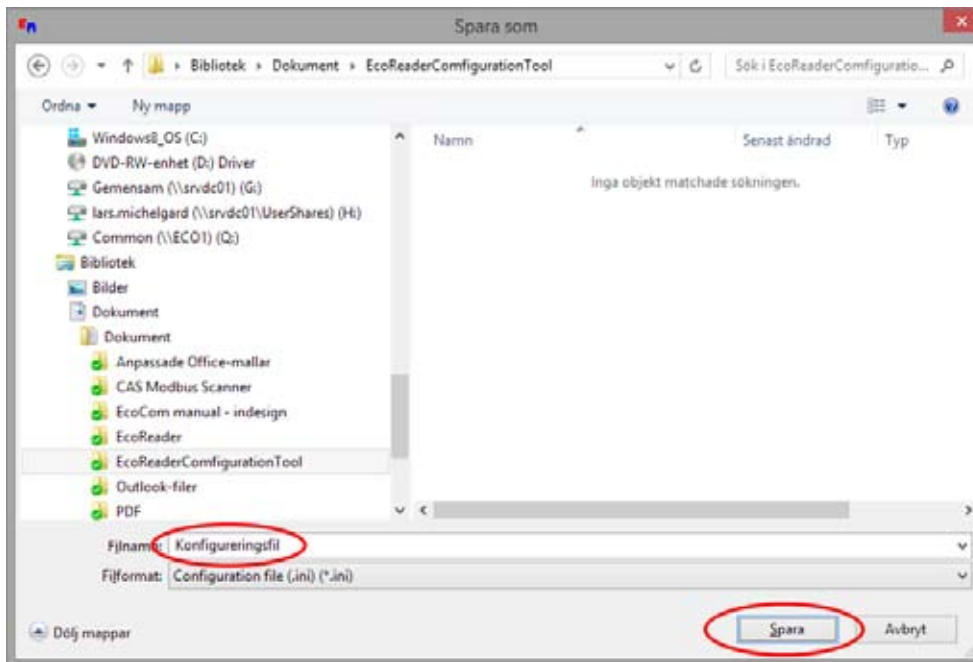 Spara som
Bibliotek Dokument EcoReaderComfigurationTool
Sök i EcoReaderComfiguratio...
Ordna Ny mapp
Namn Senast ändrad Typ
Inga objekt matchade sökningen.
Windows8_OS (C:)
DVD-RW-enhet (D:) Driver
Gemensam (\\srvdc01) (G:)
lars.michelgard (\\srvdc01\UserShares) (H:)
Common (\\ECO1) (Q:)
Bibliotek
Bilder
Dokument
Dokument
Anpassade Office-mallar
CAS Modbus Scanner
EcoCom manual - indesign
EcoReader
EcoReaderComfigurationTool
Outlook-filer
PDF
Filnamn: Konfigureringsfil
Filformat: Configuration file (.ini) (*.ini)
Dölj mappar
Spara
Avbryt